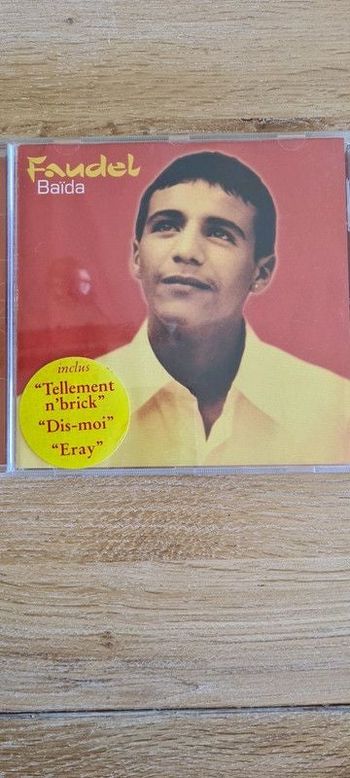 Faudel
Baïda
inclus
“Tellement
n’brick”
“Dis-moi”
“Eray”